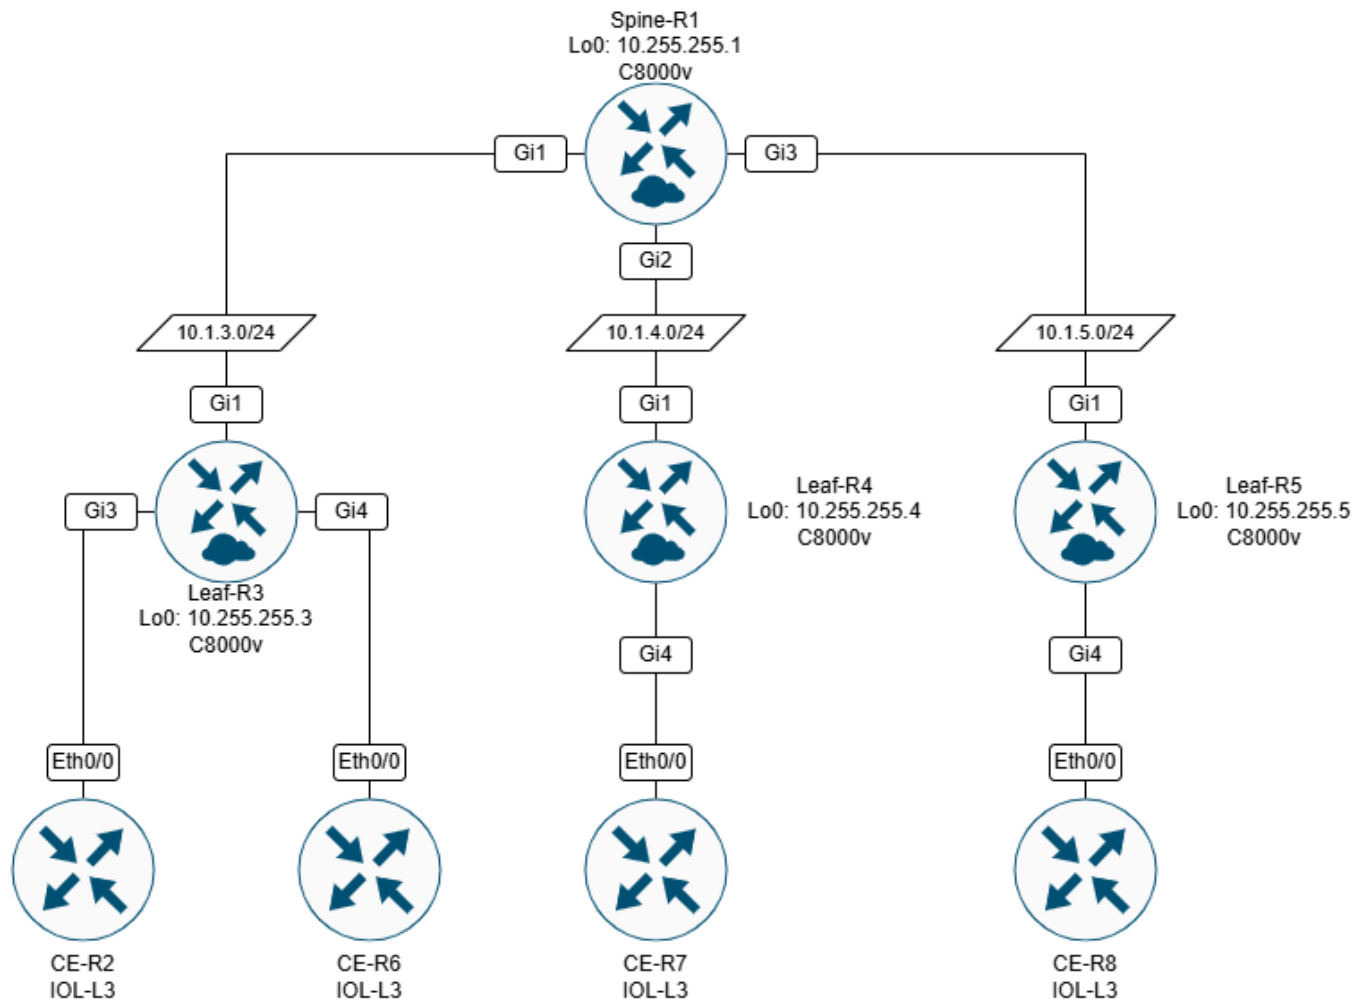 Spine-R1
Lo0: 10.255.255.1
C8000v
Gi1
Gi3
Gi2
10.1.3.0/24
10.1.4.0/24
10.1.5.0/24
Gi1
Gi1
Gi1
Gi3
Gi4
Leaf-R3
Lo0: 10.255.255.3
C8000v
Leaf-R4
Lo0: 10.255.255.4
C8000v
Leaf-R5
Lo0: 10.255.255.5
C8000v
Gi4
Gi4
Eth0/0
Eth0/0
Eth0/0
Eth0/0
CE-R2
IOL-L3
CE-R6
IOL-L3
CE-R7
IOL-L3
CE-R8
IOL-L3